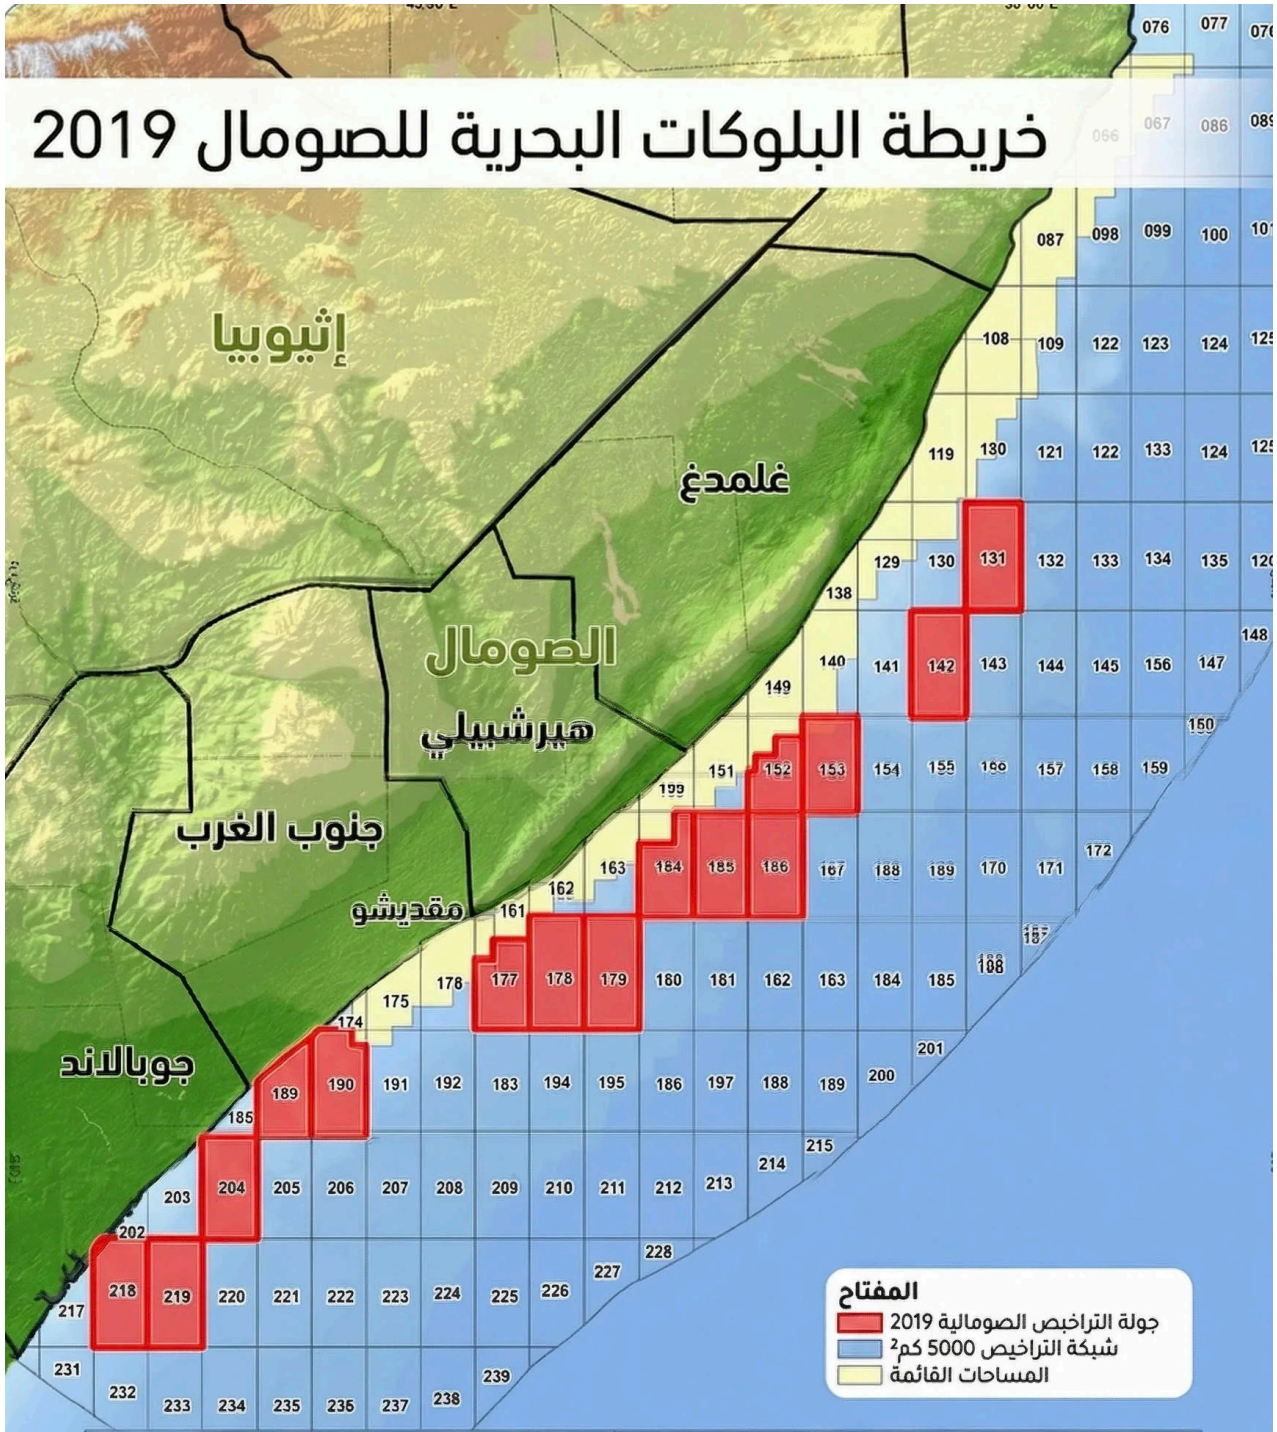 076 077
خريطة البلوكات البحرية للصومال 2019
066 067 086
087 098 099 100
إثيوبيا
108 109 122 123 124 125
119 130 121 122 133 124 125
غلمدغ
129 130 131 132 133 134 135 120
138
الصومال
140 141 142 143 144 145 156 147 148
149
هيرشبيلي
150
151 152 153 154 155 157 158 159
199
جنوب الغرب
163 184 185 186 167 188 189 170 171 172
162
مقديشو
161
178 177 178 179 180 181 162 163 184 185
175
174
جوبالاند
189 190 191 192 183 194 195 186 197 188 189 200 201
185
203 204 205 206 207 208 209 210 211 212 213 214 215
202
217 218 219 220 221 222 223 224 225 226 227 228
231 232 233 234 235 236 237 238 239
المفتاح
جولة التراخيص الصومالية 2019
شبكة التراخيص 5000 كم²
المساحات القائمة